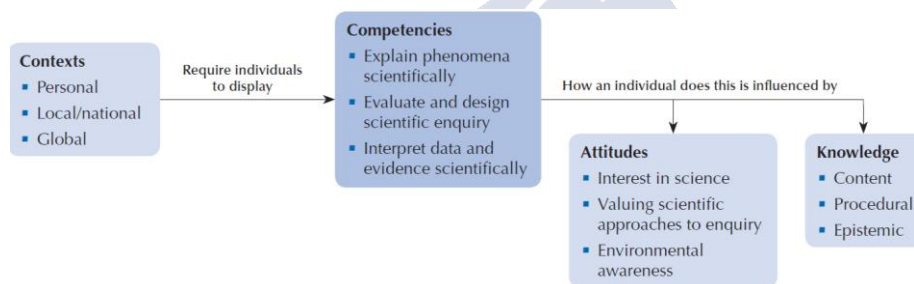 Contexts
Personal
Local/national
Global
Require individuals
to display
Competencies
Explain phenomena
scientifically
Evaluate and design
scientific enquiry
Interpret data and
evidence scientifically
How an individual does this is influenced by
Attitudes
Interest in science
Valuing scientific
approaches to enquiry
Environmental
awareness
Knowledge
Content
Procedural
Epistemic